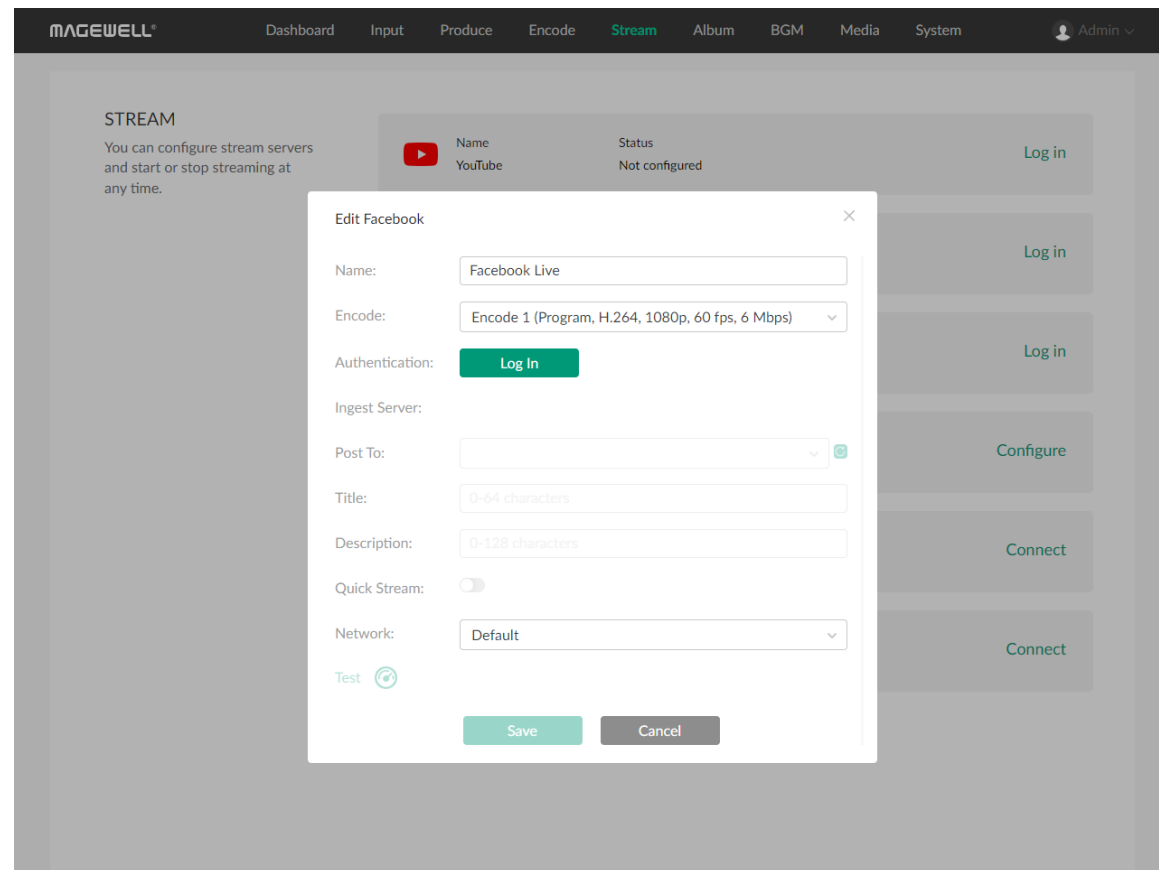 MAGEWELL®
Dashboard Input Produce Encode Stream Album BGM Media System Admin
STREAM
You can configure stream servers
and start or stop streaming at
any time.
Name
YouTube
Status
Not configured
Log in
Log in
Log in
Configure
Connect
Connect
Edit Facebook
Name: Facebook Live
Encode: Encode 1 (Program, H.264, 1080p, 60 fps, 6 Mbps)
Authentication: Log In
Ingest Server:
Post To:
Title: 0-64 characters
Description: 0-128 characters
Quick Stream:
Network: Default
Test
Save Cancel